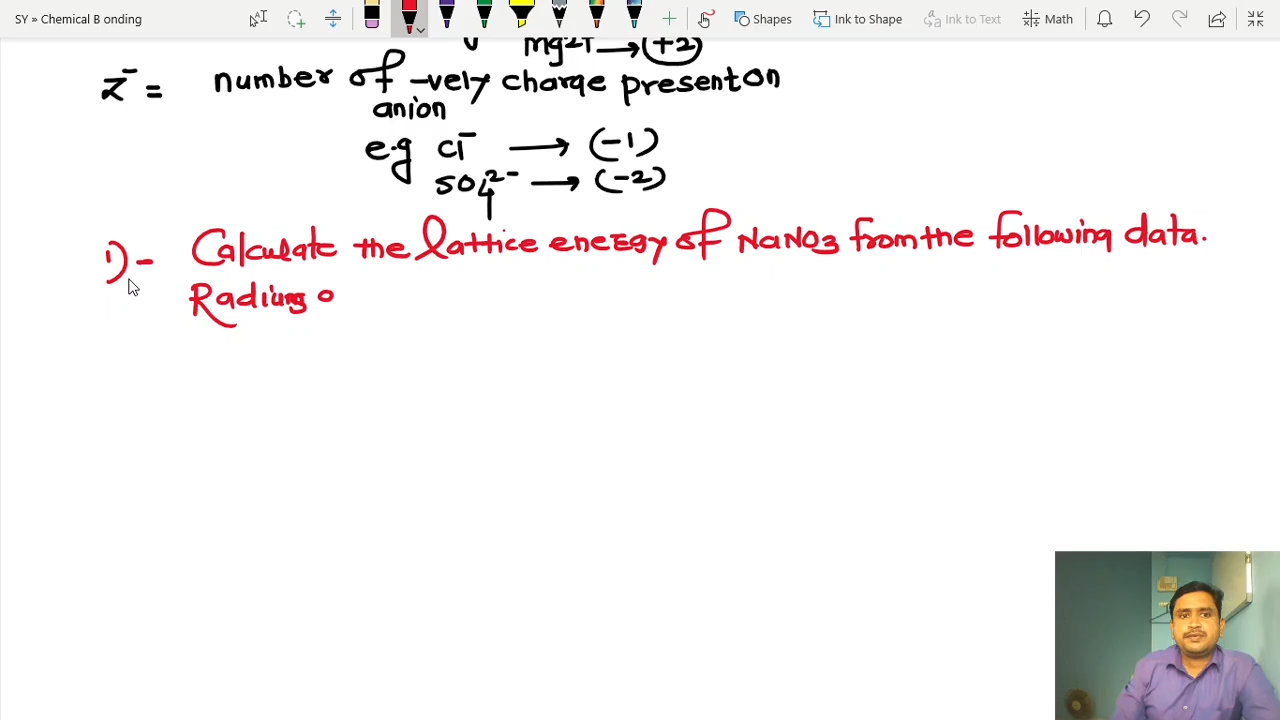 SY » Chemical Bonding
Shapes
Ink to Shape
Ink to Text
Math
Mg2+ → (+2)
Z⁻ = number of -vely charge present on
anion
e.g Cl⁻ → (-1)
SO₄²⁻ → (-2)
1) - Calculate the lattice energy of NaNO3 from the following data.
Radius o